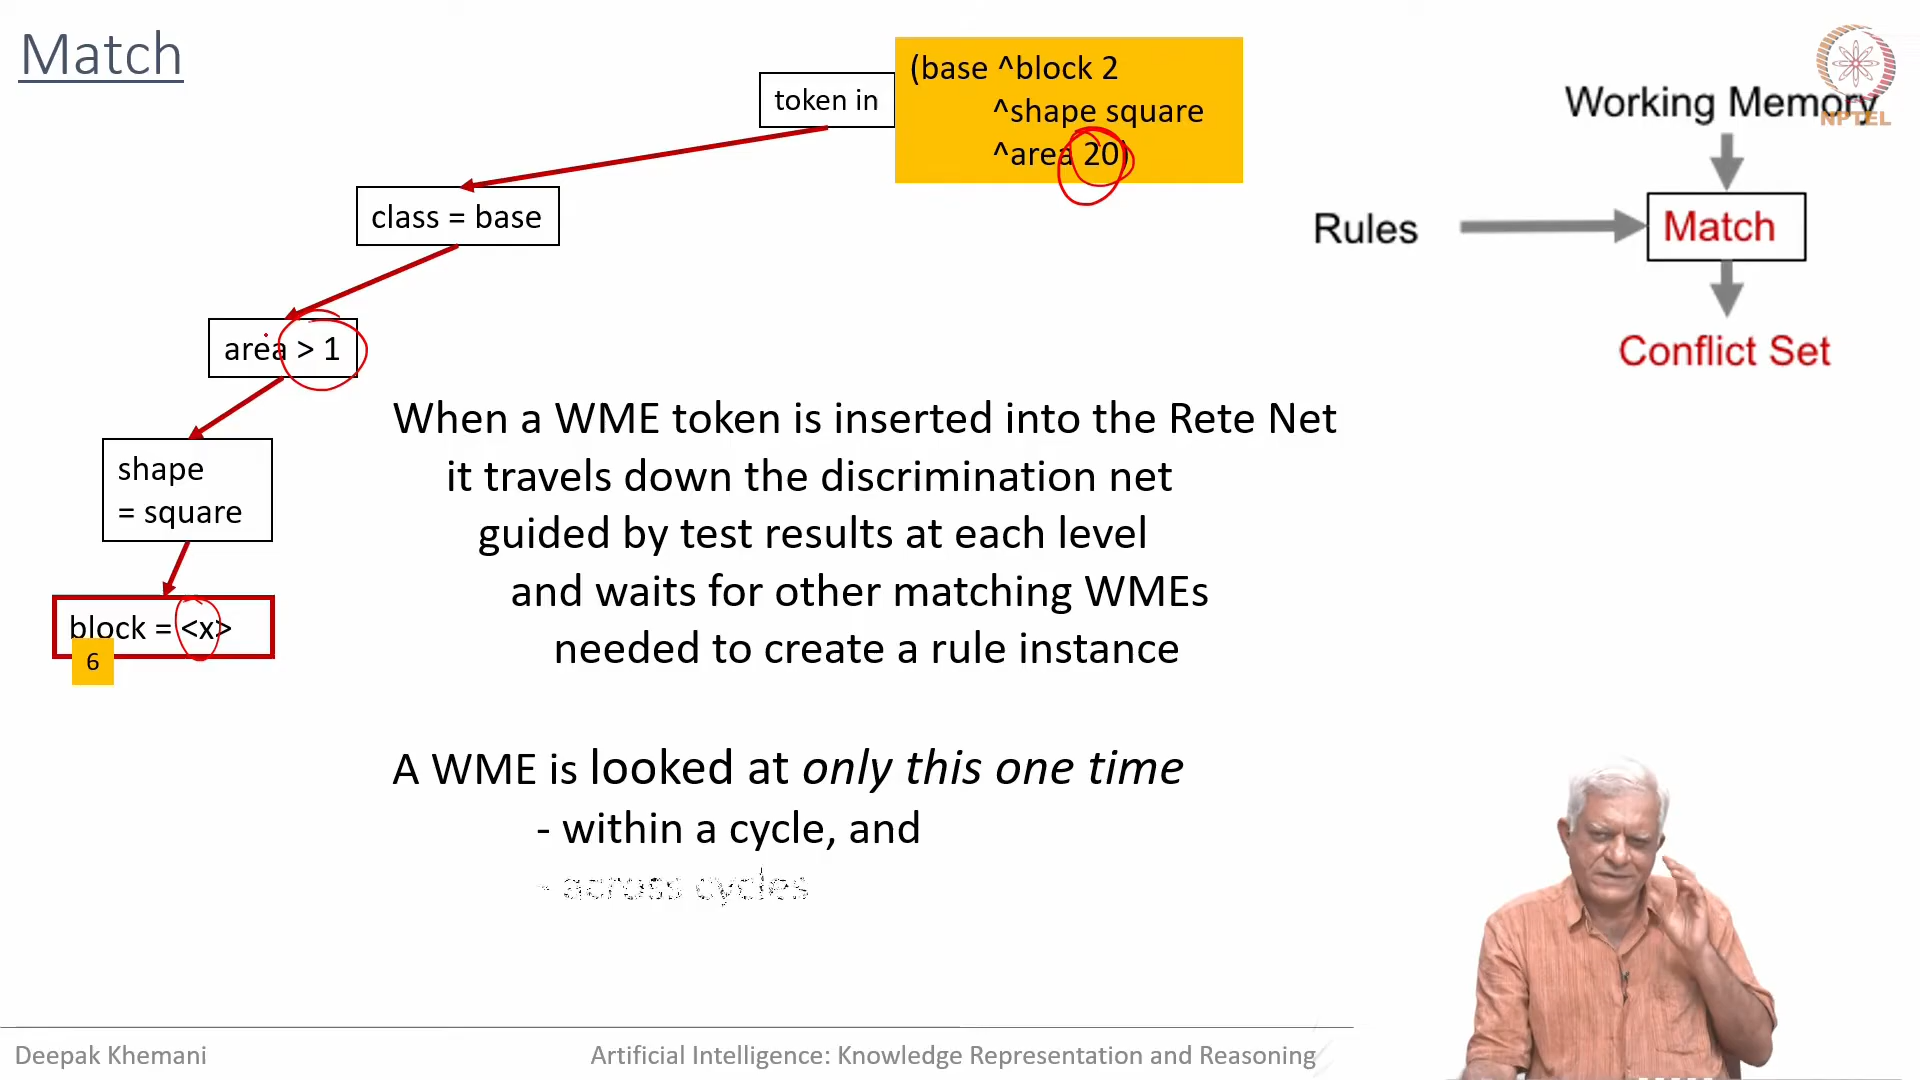 Match
token in
(base ^block 2
^shape square
^area 20)
Working Memory
NPTEL
class = base
Rules
Match
area > 1
Conflict Set
When a WME token is inserted into the Rete Net
it travels down the discrimination net
guided by test results at each level
and waits for other matching WMEs
needed to create a rule instance
shape
= square
block = <x>
6
A WME is looked at only this one time
- within a cycle, and
- across cycles
Deepak Khemani
Artificial Intelligence: Knowledge Representation and Reasoning